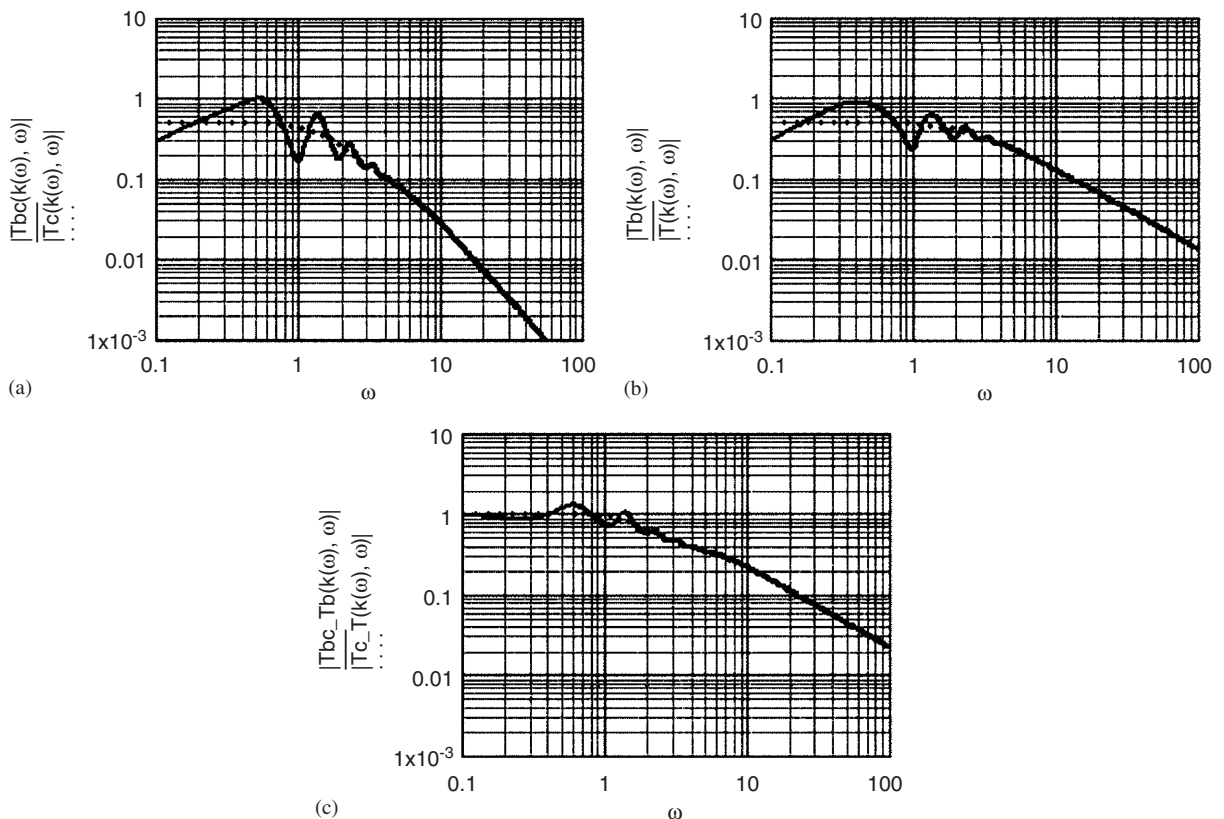 10
1
0.1
0.01
1x10-3
0.1 1 10 100
|Tbc(k(ω), ω)|
|Tc(k(ω), ω)|
(a)
ω
10
1
0.1
0.01
1x10-3
0.1 1 10 100
|Tb(k(ω), ω)|
|T(k(ω), ω)|
(b)
ω
10
1
0.1
0.01
1x10-3
0.1 1 10 100
|Tbc_Tb(k(ω), ω)|
|Tc_T(k(ω), ω)|
(c)
ω